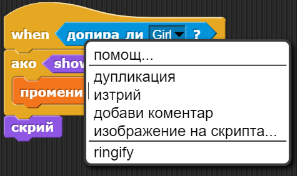 when допира ли Girl ?
помощ...
ако show
дупликация
изтрий
промени
добави коментар
скрий
изображение на скрипта...
ringify